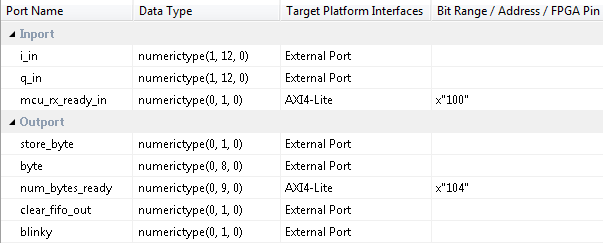 Port Name Data Type Target Platform Interfaces Bit Range / Address / FPGA Pin
Inport
i_in numerictype(1, 12, 0) External Port
q_in numerictype(1, 12, 0) External Port
mcu_rx_ready_in numerictype(0, 1, 0) AXI4-Lite x"100"
Outport
store_byte numerictype(0, 1, 0) External Port
byte numerictype(0, 8, 0) External Port
num_bytes_ready numerictype(0, 9, 0) AXI4-Lite x"104"
clear_fifo_out numerictype(0, 1, 0) External Port
blinky numerictype(0, 1, 0) External Port